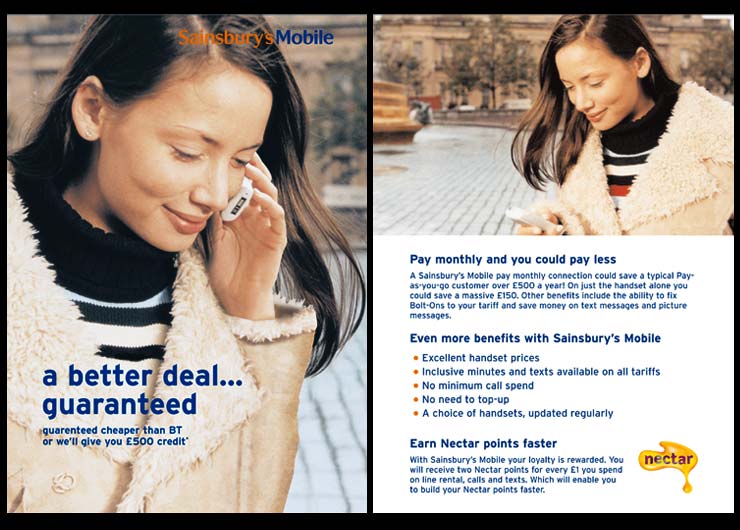 Sainsbury's Mobile
a better deal...
guaranteed
guarenteed cheaper than BT
or we'll give you £500 credit*
Pay monthly and you could pay less
A Sainsbury's Mobile pay monthly connection could save a typical Pay-
as-you-go customer over £500 a year! On just the handset alone you
could save a massive £150. Other benefits include the ability to fix
Bolt-Ons to your tariff and save money on text messages and picture
messages.
Even more benefits with Sainsbury's Mobile
• Excellent handset prices
• Inclusive minutes and texts available on all tariffs
• No minimum call spend
• No need to top-up
• A choice of handsets, updated regularly
Earn Nectar points faster
With Sainsbury's Mobile your loyalty is rewarded. You
will receive two Nectar points for every £1 you spend
on line rental, calls and texts. Which will enable you
to build your Nectar points faster.
nectar